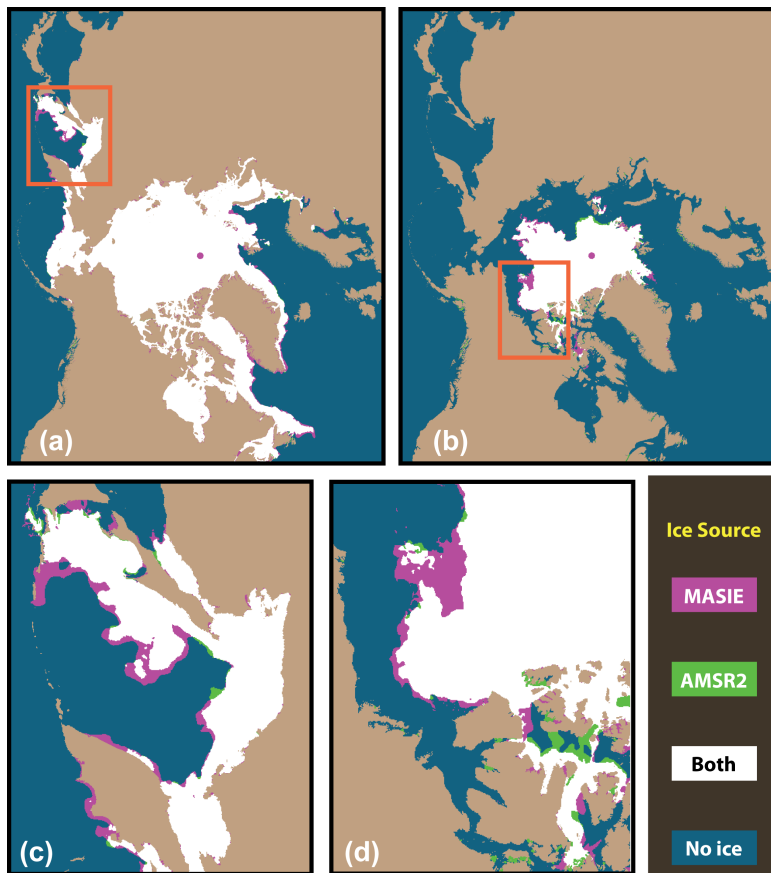 (a)
(b)
(c)
(d)
Ice Source
MASIE
AMSR2
Both
No ice